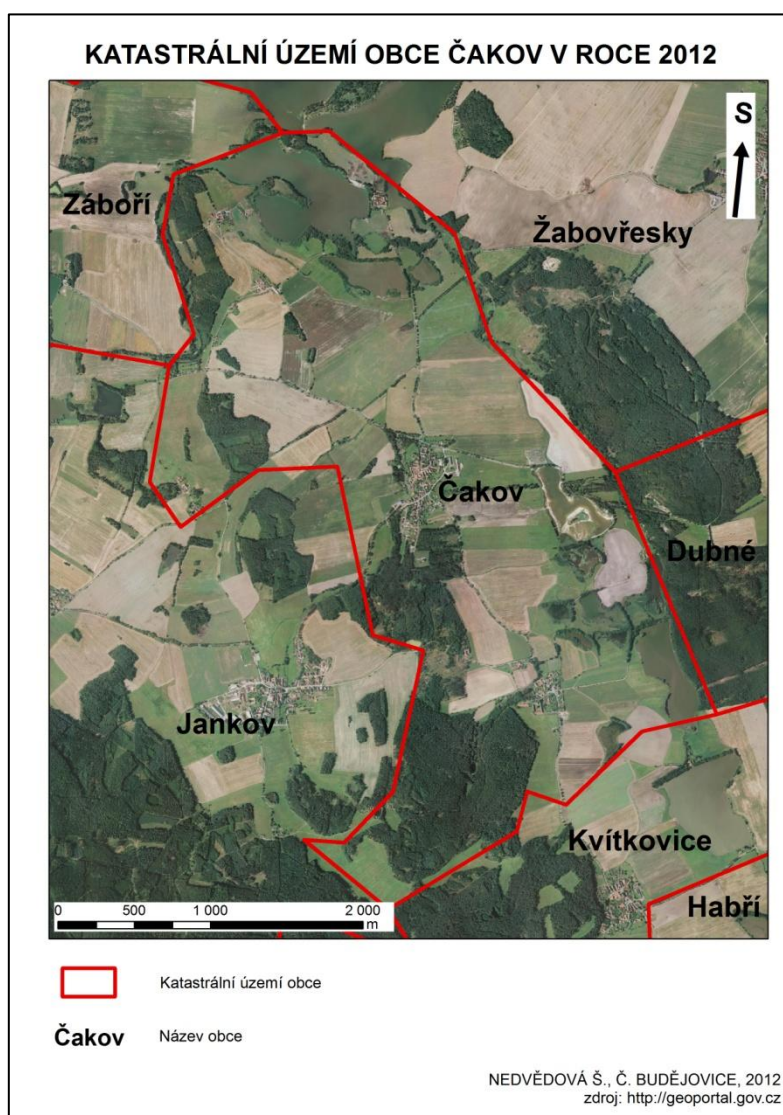 KATASTRÁLNÍ ÚZEMÍ OBCE ČAKOV V ROCE 2012
S
Záboří
Žabovřesky
Čakov
Dubné
Jankov
Kvítkovice
Habří
0 500 1 000 2 000
m
Katastrální území obce
Čakov Název obce
NEDVĚDOVÁ Š., Č. BUDĚJOVICE, 2012
zdroj: http://geoportal.gov.cz